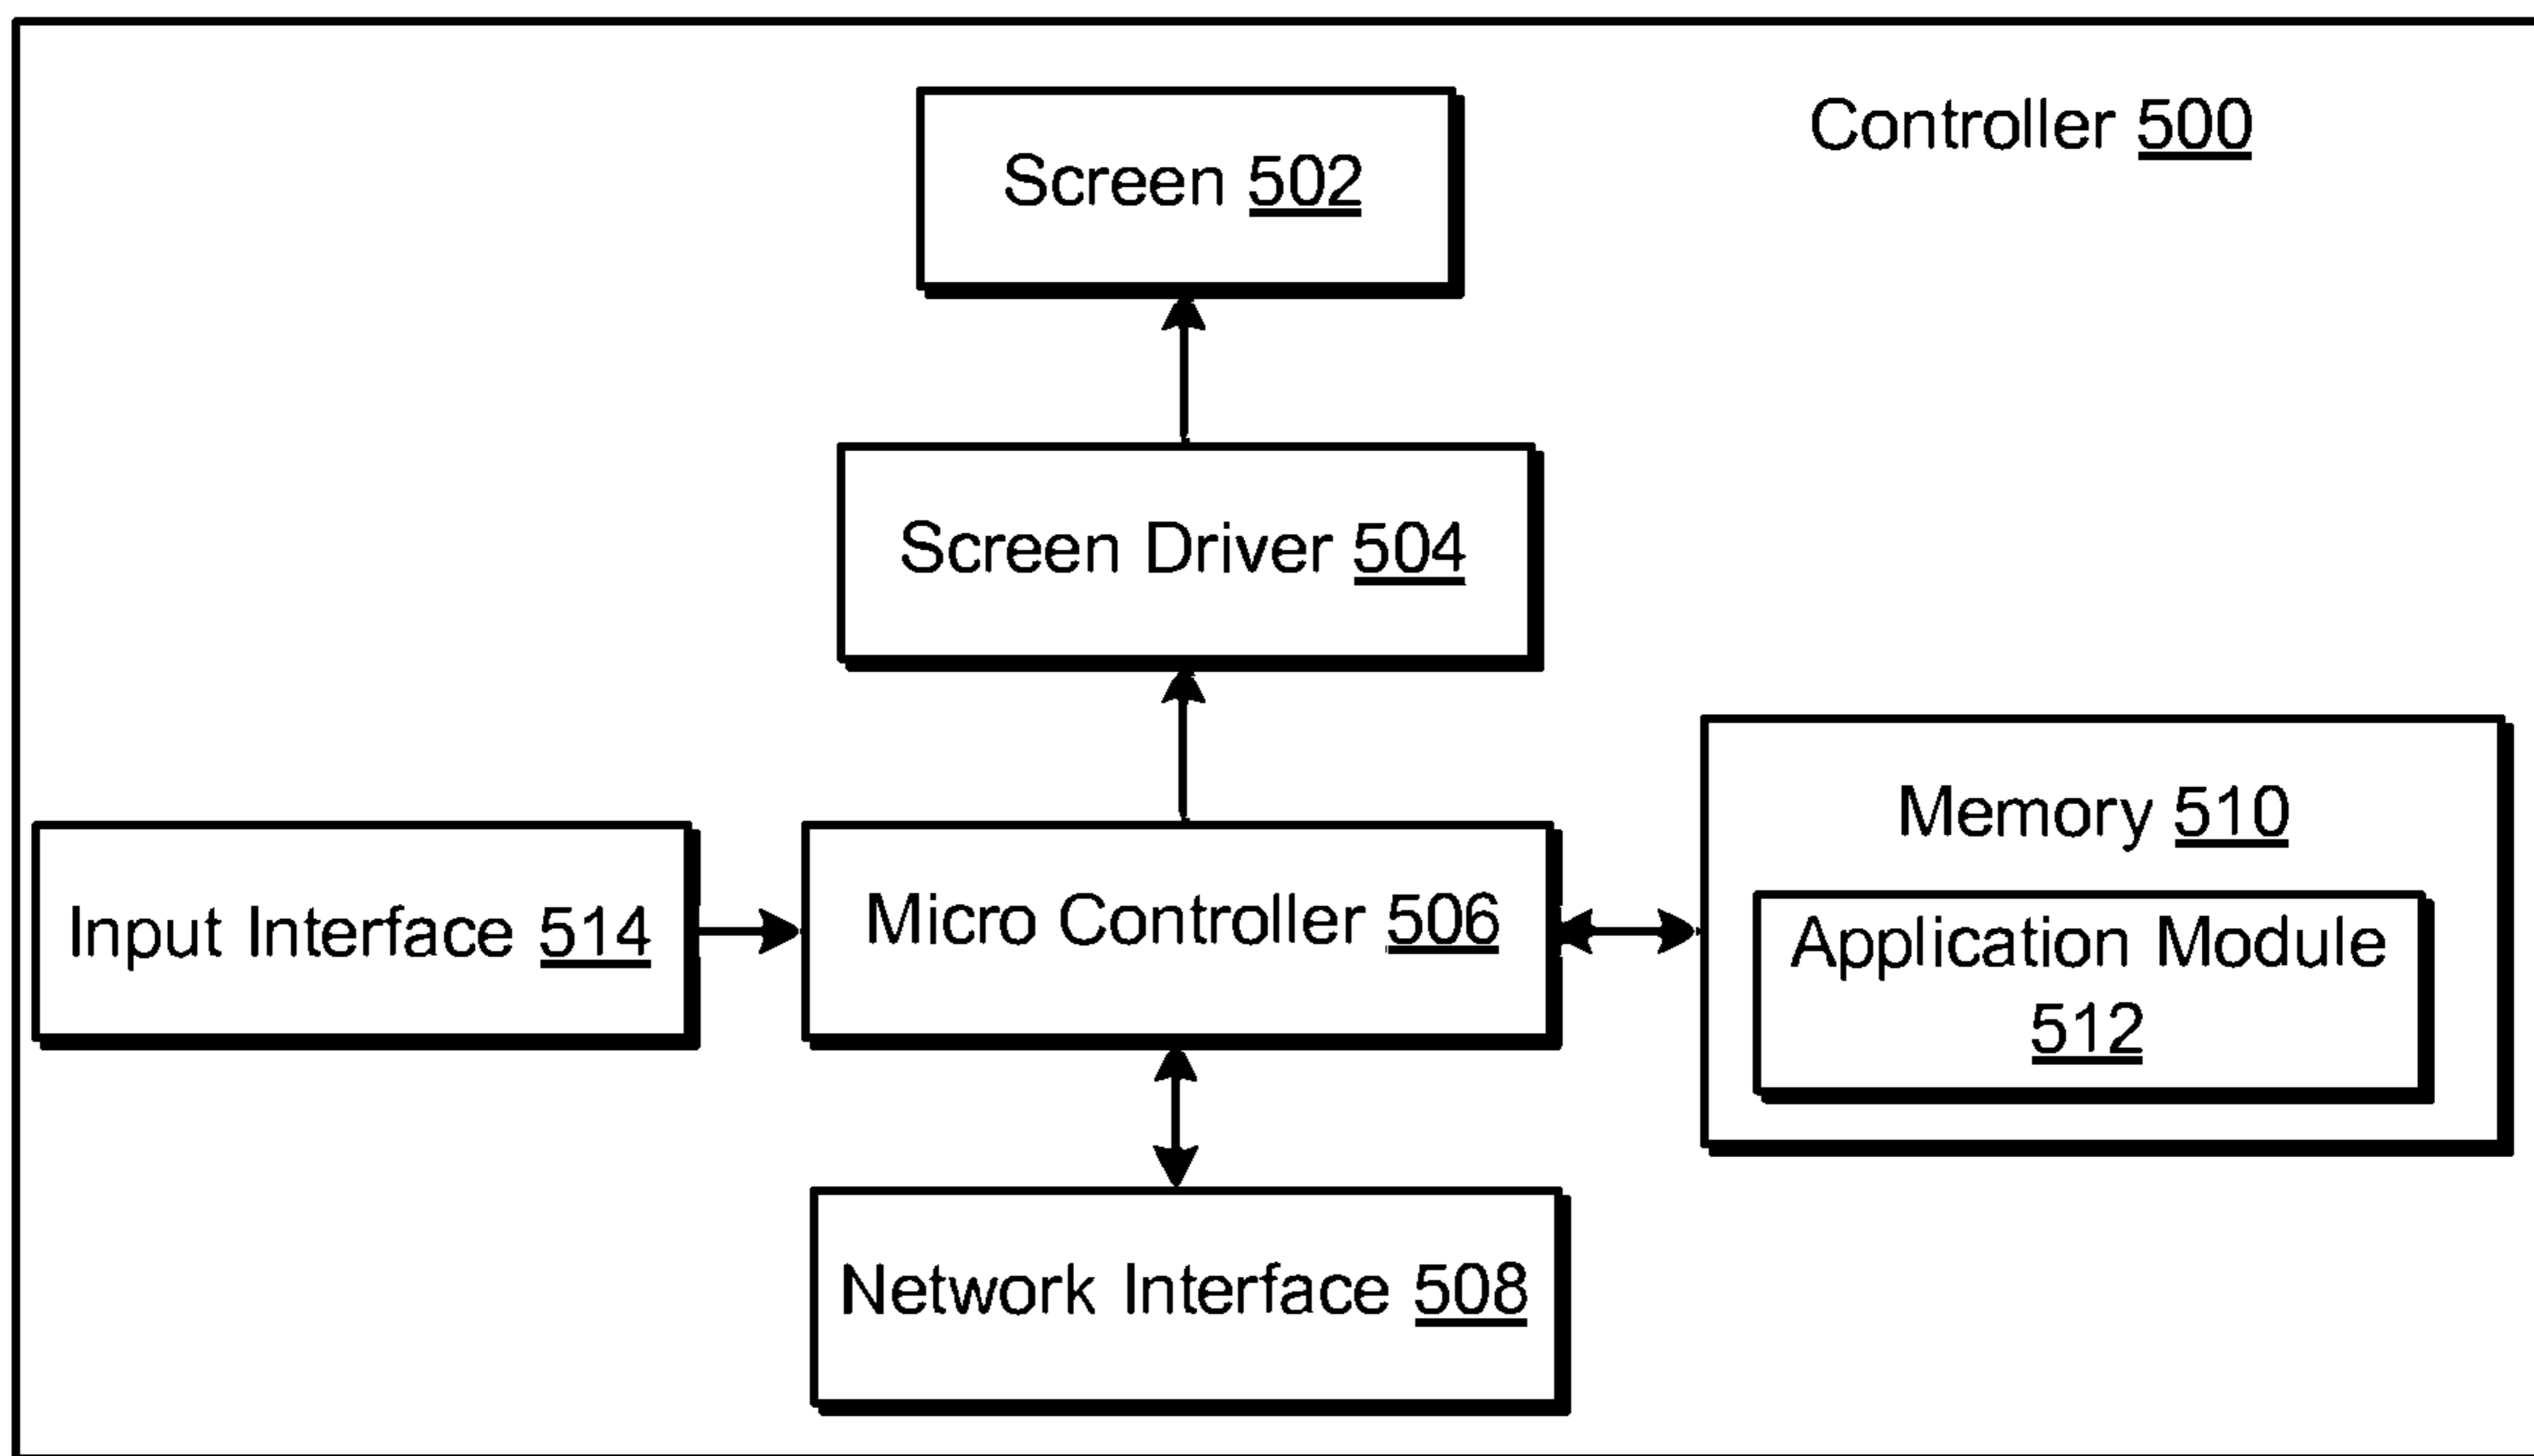 Controller 500
Screen 502
Screen Driver 504
Memory 510
Input Interface 514
Micro Controller 506
Application Module
512
Network Interface 508